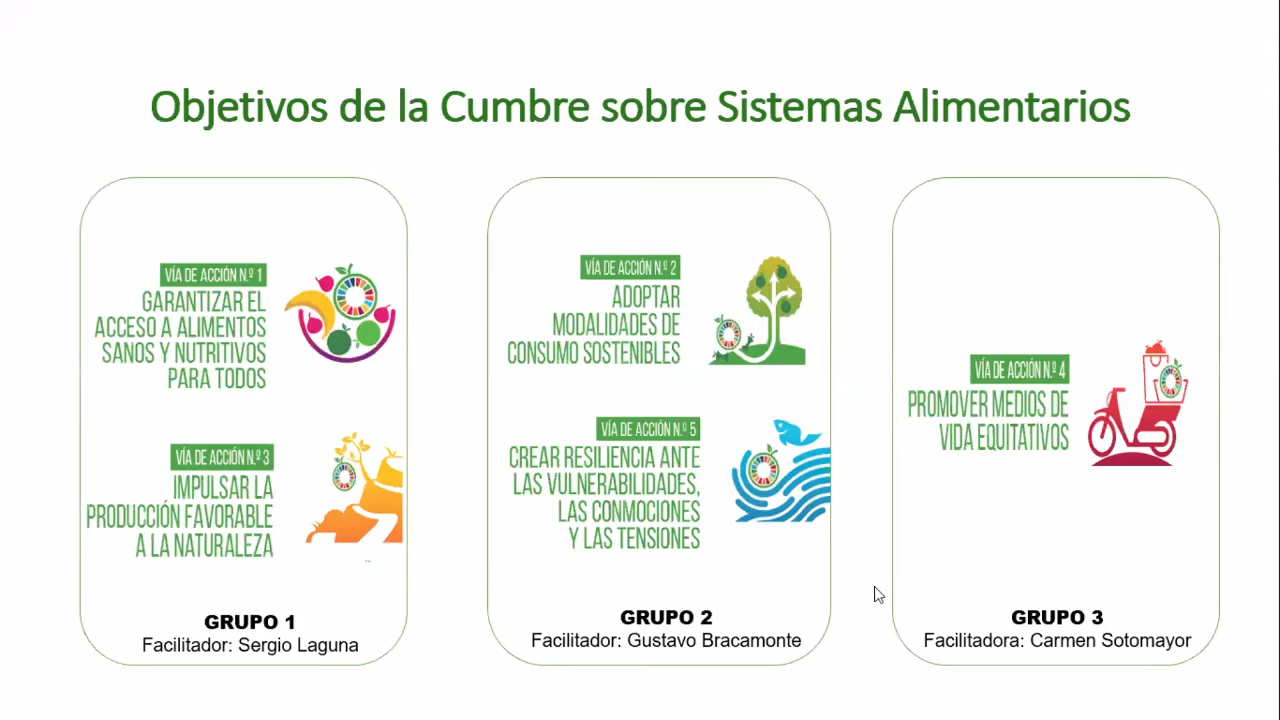 Objetivos de la Cumbre sobre Sistemas Alimentarios
VÍA DE ACCIÓN N.º 1
GARANTIZAR EL
ACCESO A ALIMENTOS
SANOS Y NUTRITIVOS
PARA TODOS
VÍA DE ACCIÓN N.º 3
IMPULSAR LA
PRODUCCIÓN FAVORABLE
A LA NATURALEZA
GRUPO 1
Facilitador: Sergio Laguna
VÍA DE ACCIÓN N.º 2
ADOPTAR
MODALIDADES DE
CONSUMO SOSTENIBLES
VÍA DE ACCIÓN N.º 5
CREAR RESILIENCIA ANTE
LAS VULNERABILIDADES,
LAS CONMOCIONES
Y LAS TENSIONES
GRUPO 2
Facilitador: Gustavo Bracamonte
VÍA DE ACCIÓN N.º 4
PROMOVER MEDIOS DE
VIDA EQUITATIVOS
GRUPO 3
Facilitadora: Carmen Sotomayor